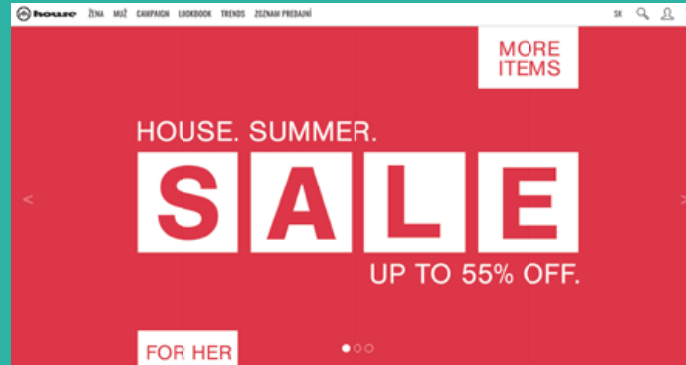 house ŽENA MUŽ CAMPAIGN LOOKBOOK TRENDS ZOZNAM PREDAJNÍ SK
MORE
ITEMS
HOUSE. SUMMER.
SALE
UP TO 55% OFF.
FOR HER